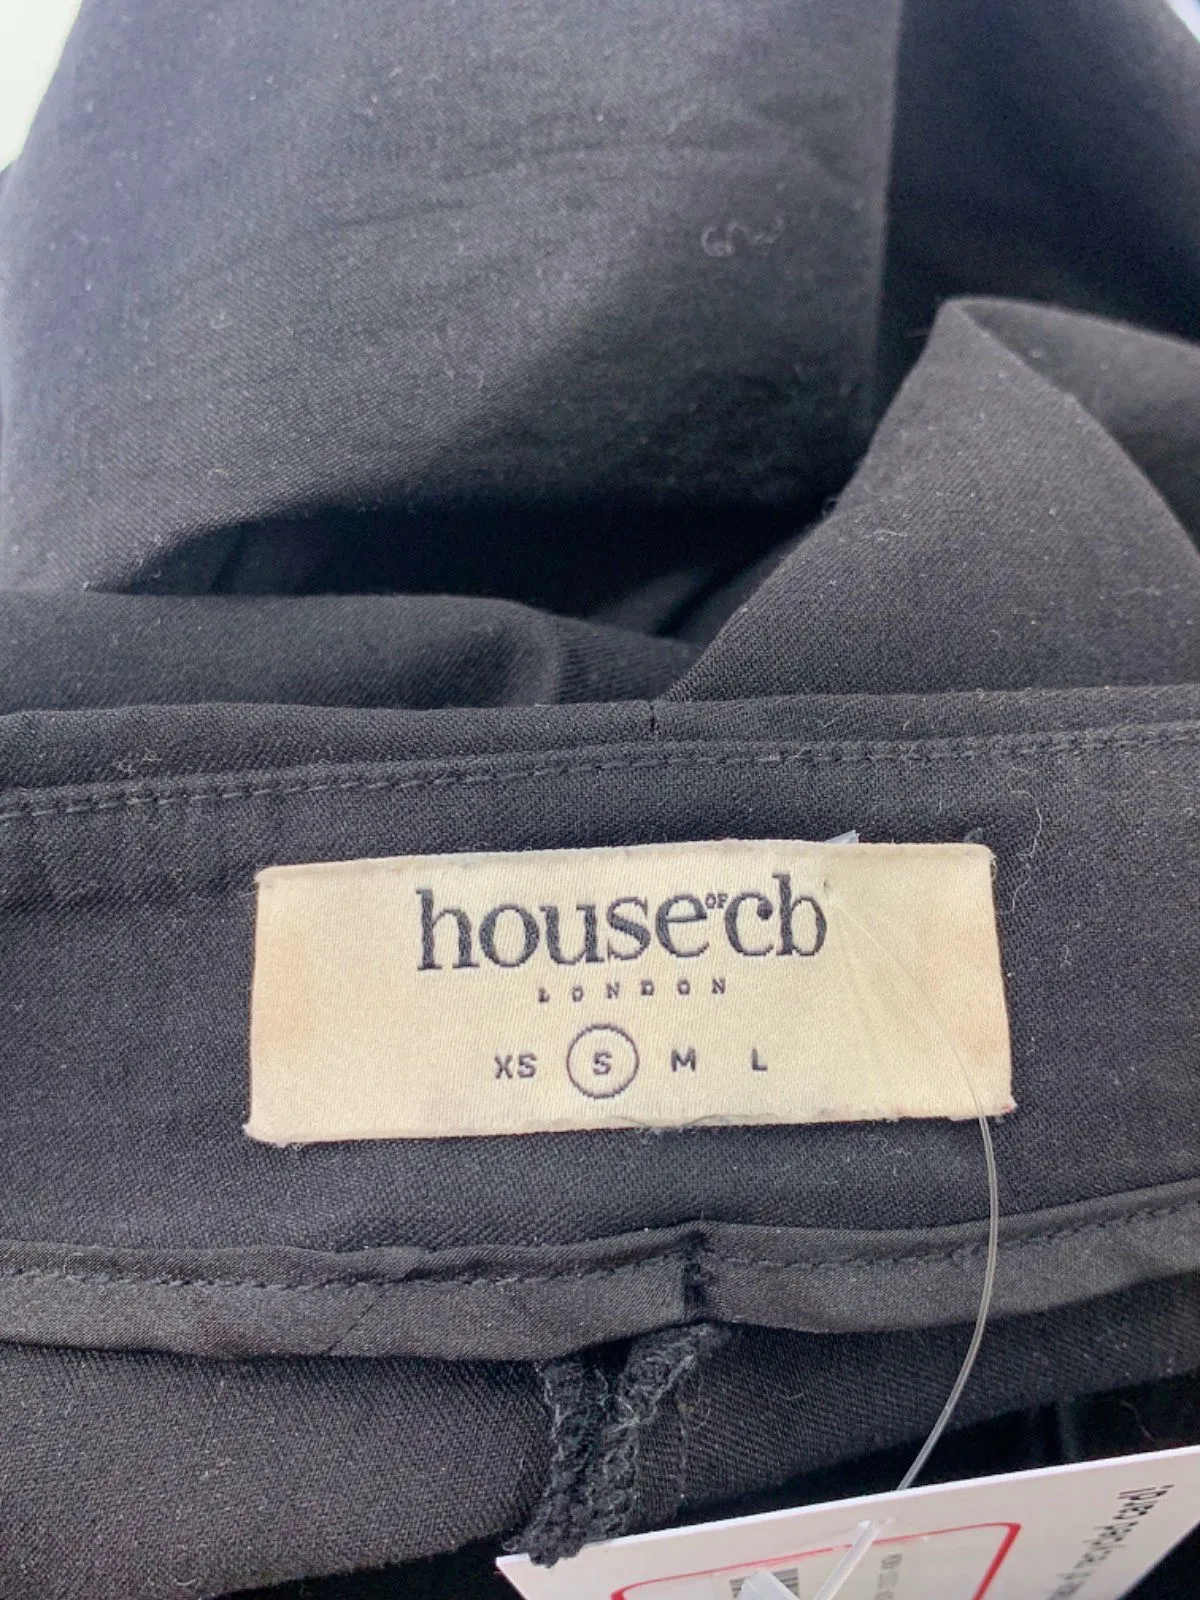 house OF cb
LONDON
XS S M L